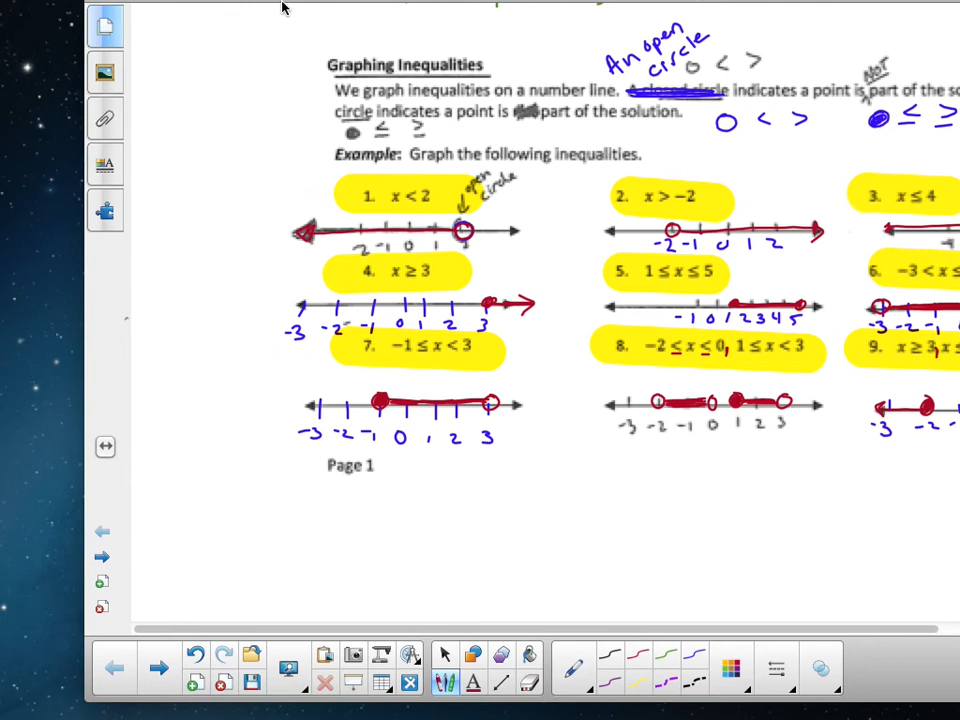 An open
circle
O < >
Graphing Inequalities
NOT
We graph inequalities on a number line. A closed circle indicates a point is part of the so
circle indicates a point is part of the solution.
● ≤ ≥
O < >
● ≤ ≥
Example: Graph the following inequalities.
open
circle
1. x < 2
2. x > -2
3. x ≤ 4
-2 -1 0 1
-2 -1 0 1 2
4. x ≥ 3
5. 1 ≤ x ≤ 5
6. -3 < x ≤
-3 -2 -1 0 1 2 3
-1 0 1 2 3 4 5
-3 -2 -1
7. -1 ≤ x < 3
8. -2 ≤ x ≤ 0, 1 ≤ x < 3
9. x ≥ 3, x ≤
-3 -2 -1 0 1 2 3
-3 -2 -1 0 1 2 3
-3 -2
Page 1
A
A